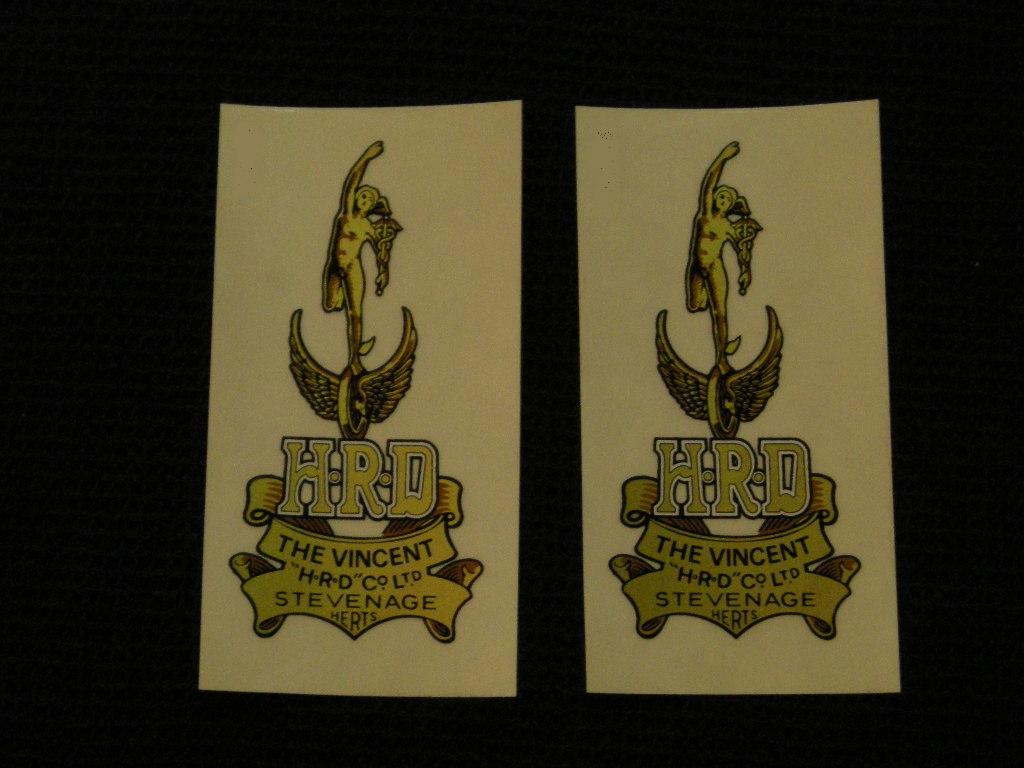 H·R·D
THE VINCENT
"H·R·D" CO LTD
STEVENAGE
HERTS
H·R·D
THE VINCENT
"H·R·D" CO LTD
STEVENAGE
HERTS